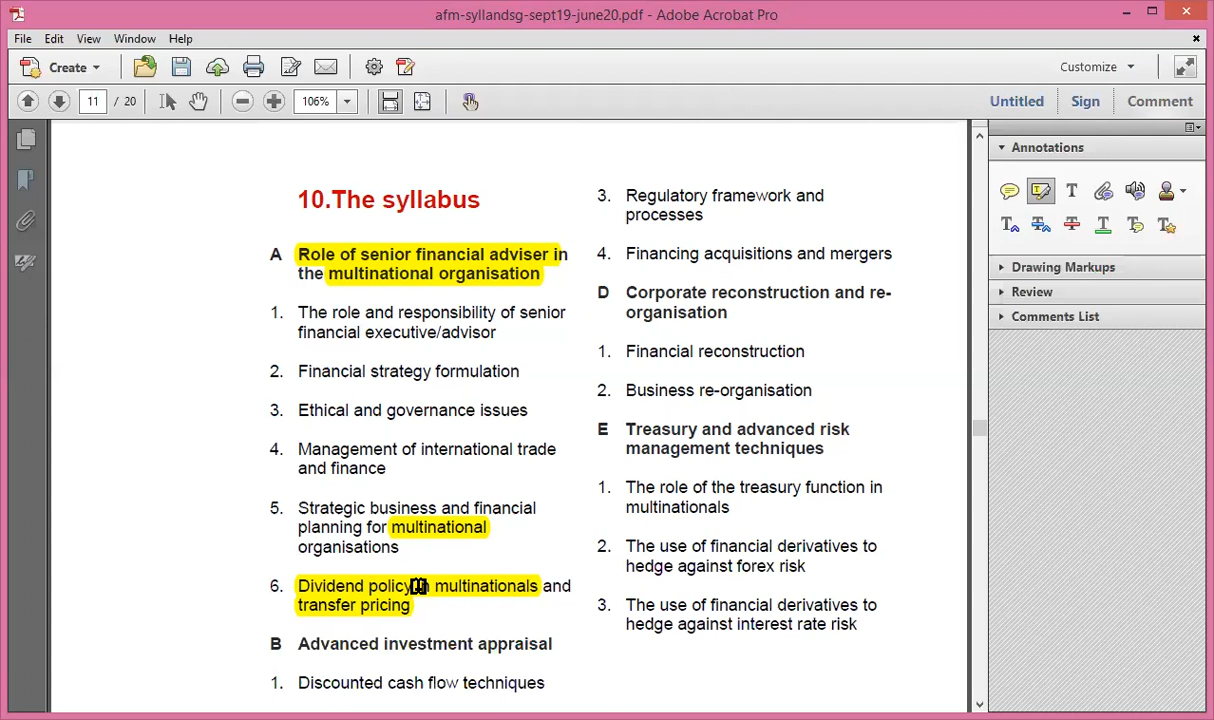 afm-syllandsg-sept19-june20.pdf - Adobe Acrobat Pro
File Edit View Window Help
Create
Customize
11 / 20
106%
Untitled Sign Comment
10.The syllabus
A Role of senior financial adviser in
the multinational organisation
1. The role and responsibility of senior
financial executive/advisor
2. Financial strategy formulation
3. Ethical and governance issues
4. Management of international trade
and finance
5. Strategic business and financial
planning for multinational
organisations
6. Dividend policy in multinationals and
transfer pricing
B Advanced investment appraisal
1. Discounted cash flow techniques
3. Regulatory framework and
processes
4. Financing acquisitions and mergers
D Corporate reconstruction and re-
organisation
1. Financial reconstruction
2. Business re-organisation
E Treasury and advanced risk
management techniques
1. The role of the treasury function in
multinationals
2. The use of financial derivatives to
hedge against forex risk
3. The use of financial derivatives to
hedge against interest rate risk
Annotations
Drawing Markups
Review
Comments List